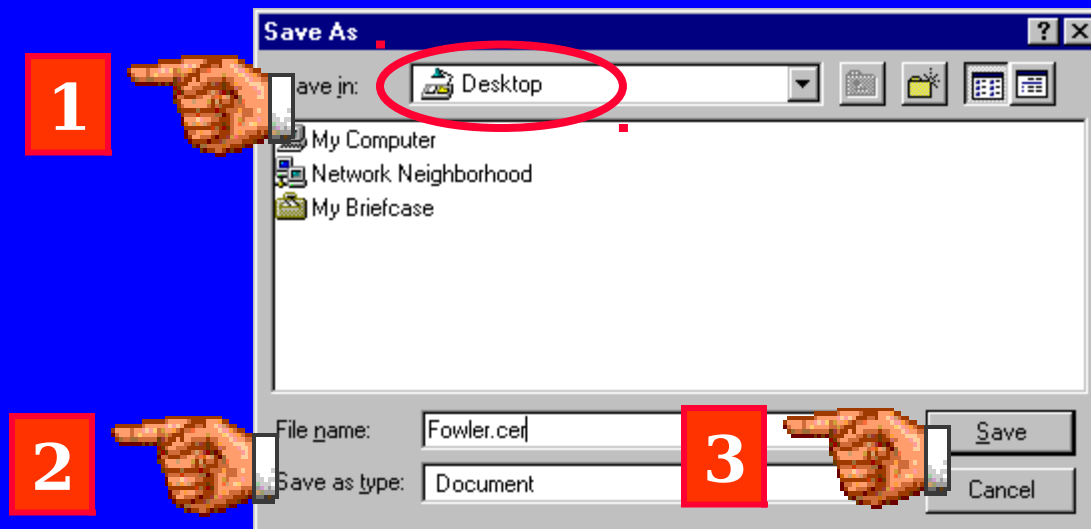 Save As
1
ave in: Desktop
My Computer
Network Neighborhood
My Briefcase
2
File name: Fowler.cer
3
Save
Save as type: Document
Cancel